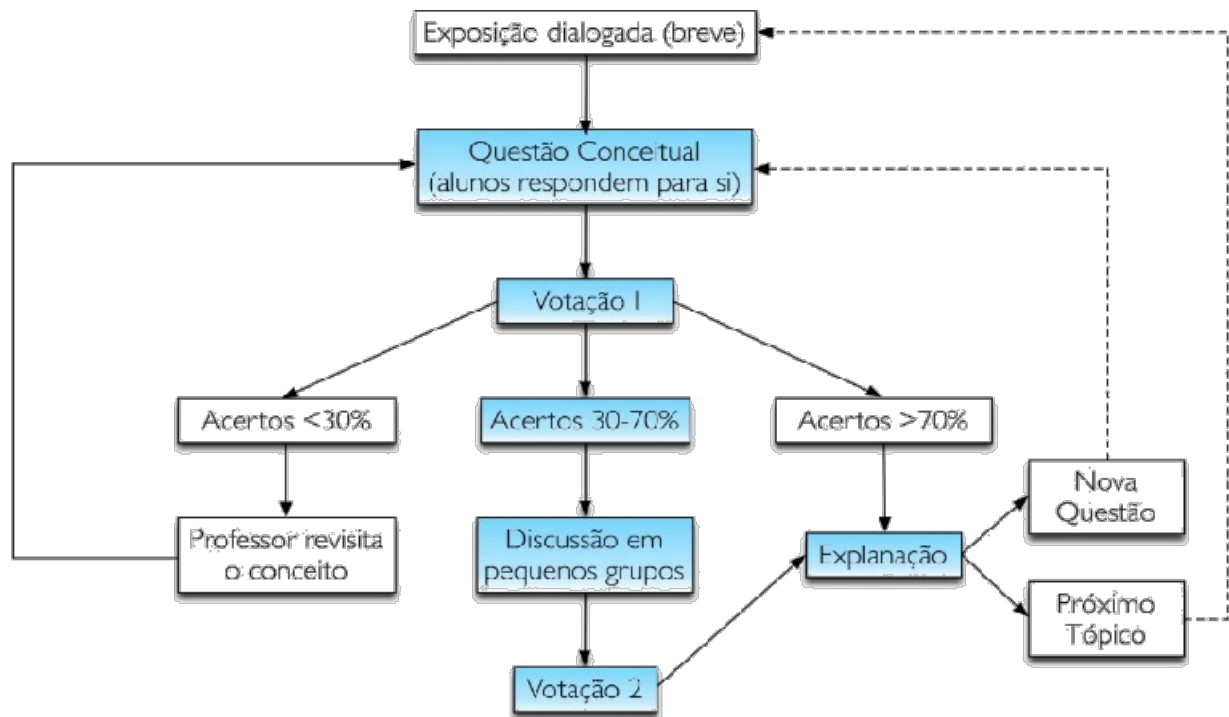 Exposição dialogada (breve)
Questão Conceitual
(alunos respondem para si)
Votação 1
Acertos <30%
Acertos 30-70%
Acertos >70%
Professor revisita
o conceito
Discussão em
pequenos grupos
Explanação
Nova
Questão
Próximo
Tópico
Votação 2